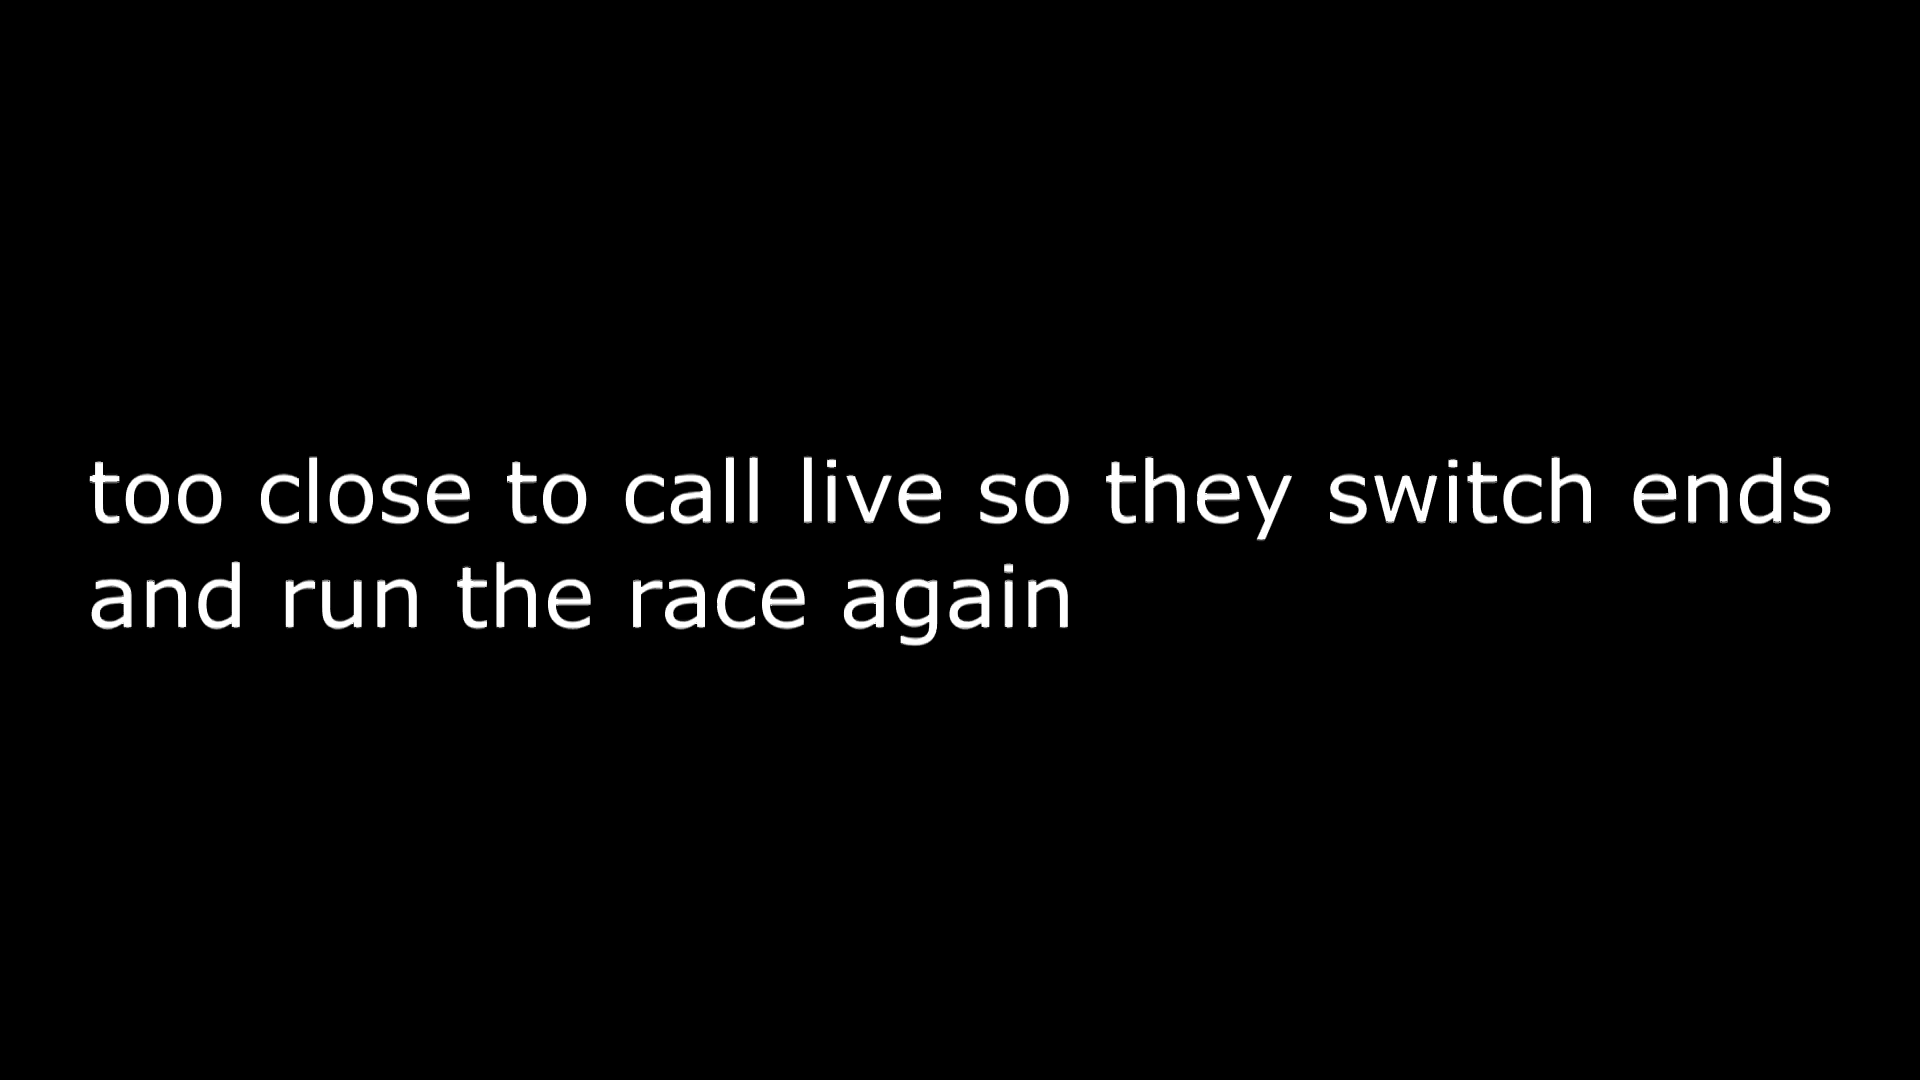 too close to call live so they switch ends
and run the race again